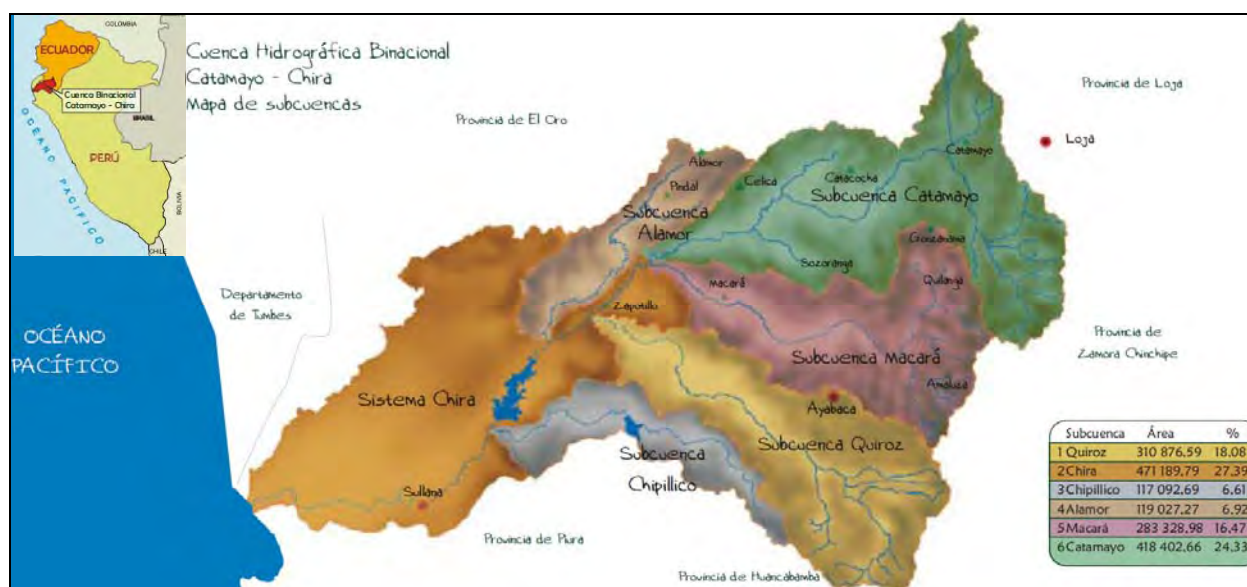 COLOMBIA
ECUADOR
Cuenca Binacional
Catamayo - Chira
BRASIL
PERÚ
OCÉANO PACÍFICO
BOLIVIA
CHILE
Cuenca Hidrográfica Binacional
Catamayo - Chira
Mapa de subcuencas
Provincia de El Oro
Provincia de Loja
Loja
Alamor
Pindal
Celica
Catacocha
Catamayo
Subcuenca
Alamor
Subcuenca Catamayo
Gonzanamá
Sozoranga
Quilanga
Macará
Zapotillo
Departamento
de Tumbes
OCÉANO
PACÍFICO
Provincia de
Zamora Chinchipe
Subcuenca Macará
Amaluza
Sistema Chira
Ayabaca
Subcuenca Quiroz
Subcuenca
Chipillico
Sullana
Provincia de Piura
Provincia de Huancabamba
Subcuenca Área %
1 Quiroz 310 876,59 18,08
2 Chira 471 189,79 27,39
3 Chipillico 117 092,69 6,61
4 Alamor 119 027,27 6,92
5 Macará 283 328,98 16,47
6 Catamayo 418 402,66 24,33